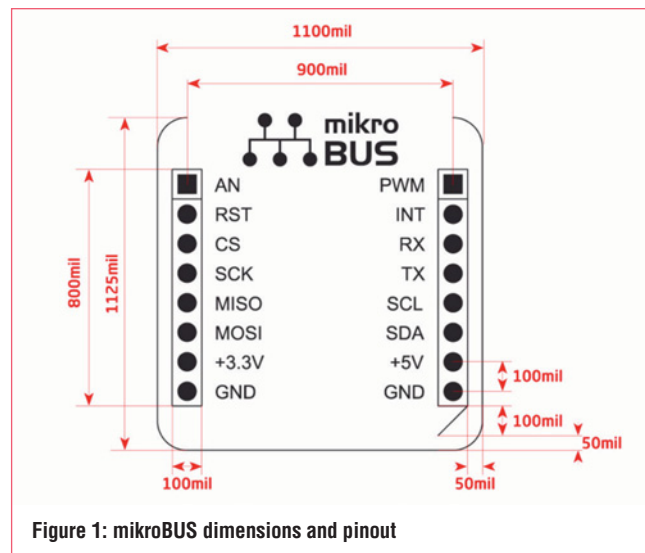 1100mil
900mil
mikro
BUS
AN PWM
RST INT
CS RX
SCK TX
MISO SCL
MOSI SDA
+3.3V +5V
GND GND
800mil
1125mil
100mil
100mil
50mil
100mil
50mil
Figure 1: mikroBUS dimensions and pinout